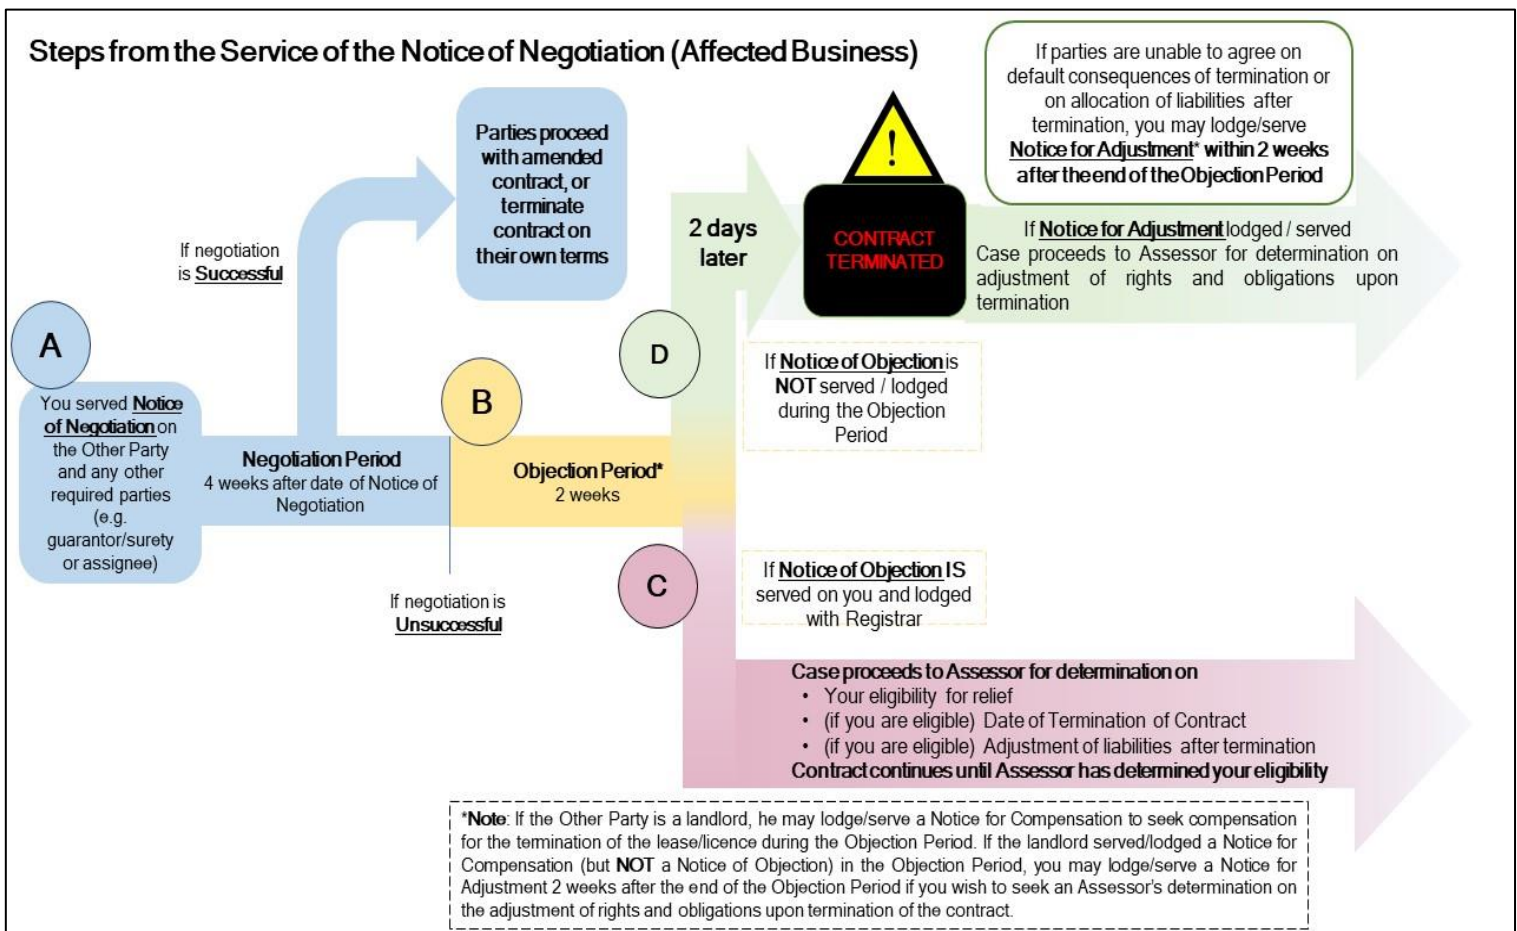 Steps from the Service of the Notice of Negotiation (Affected Business)
If parties are unable to agree on
default consequences of termination or
on allocation of liabilities after
termination, you may lodge/serve
Notice for Adjustment* within 2 weeks
after the end of the Objection Period
Parties proceed
with amended
contract, or
terminate
contract on
their own terms
!
2 days
later
CONTRACT
TERMINATED
If Notice for Adjustment lodged / served
Case proceeds to Assessor for determination on
adjustment of rights and obligations upon
termination
If negotiation
is Successful
A
You served Notice
of Negotiation on
the Other Party
and any other
required parties
(e.g.
guarantor/surety
or assignee)
Negotiation Period
4 weeks after date of Notice of
Negotiation
B
Objection Period*
2 weeks
D
If Notice of Objection is
NOT served / lodged
during the Objection
Period
If negotiation is
Unsuccessful
C
If Notice of Objection IS
served on you and lodged
with Registrar
Case proceeds to Assessor for determination on
• Your eligibility for relief
• (if you are eligible) Date of Termination of Contract
• (if you are eligible) Adjustment of liabilities after termination
Contract continues until Assessor has determined your eligibility
*Note: If the Other Party is a landlord, he may lodge/serve a Notice for Compensation to seek compensation
for the termination of the lease/licence during the Objection Period. If the landlord served/lodged a Notice for
Compensation (but NOT a Notice of Objection) in the Objection Period, you may lodge/serve a Notice for
Adjustment 2 weeks after the end of the Objection Period if you wish to seek an Assessor's determination on
the adjustment of rights and obligations upon termination of the contract.